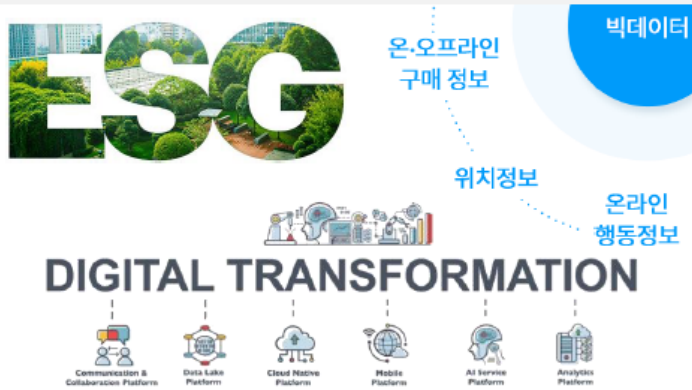 ESG
빅데이터
온·오프라인
구매 정보
위치정보
온라인
행동정보
DIGITAL TRANSFORMATION
Communication &
Collaboration Platform
Data Lake
Platform
Cloud Native
Platform
Mobile
Platform
AI Service
Platform
Analytics
Platform